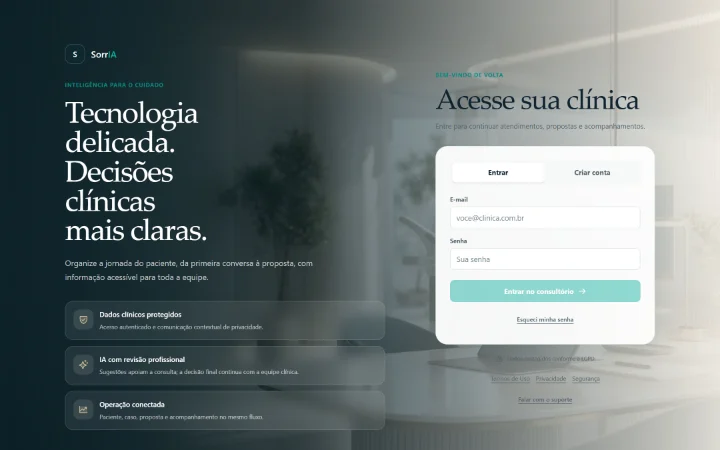 S SorrIA
INTELIGÊNCIA PARA O CUIDADO
Tecnologia
delicada.
Decisões
clínicas
mais claras.
Organize a jornada do paciente, da primeira conversa à proposta, com
informação acessível para toda a equipe.
Dados clínicos protegidos
Acesso autenticado e comunicação contextual de privacidade.
IA com revisão profissional
Sugestões apoiam a consulta; a decisão final continua com a equipe clínica.
Operação conectada
Paciente, caso, proposta e acompanhamento no mesmo fluxo.
BEM-VINDO DE VOLTA
Acesse sua clínica
Entre para continuar atendimentos, propostas e acompanhamentos.
Entrar
Criar conta
E-mail
voce@clinica.com.br
Senha
Sua senha
Entrar no consultório →
Esqueci minha senha
Termos de Uso Privacidade Segurança
Falar com o suporte